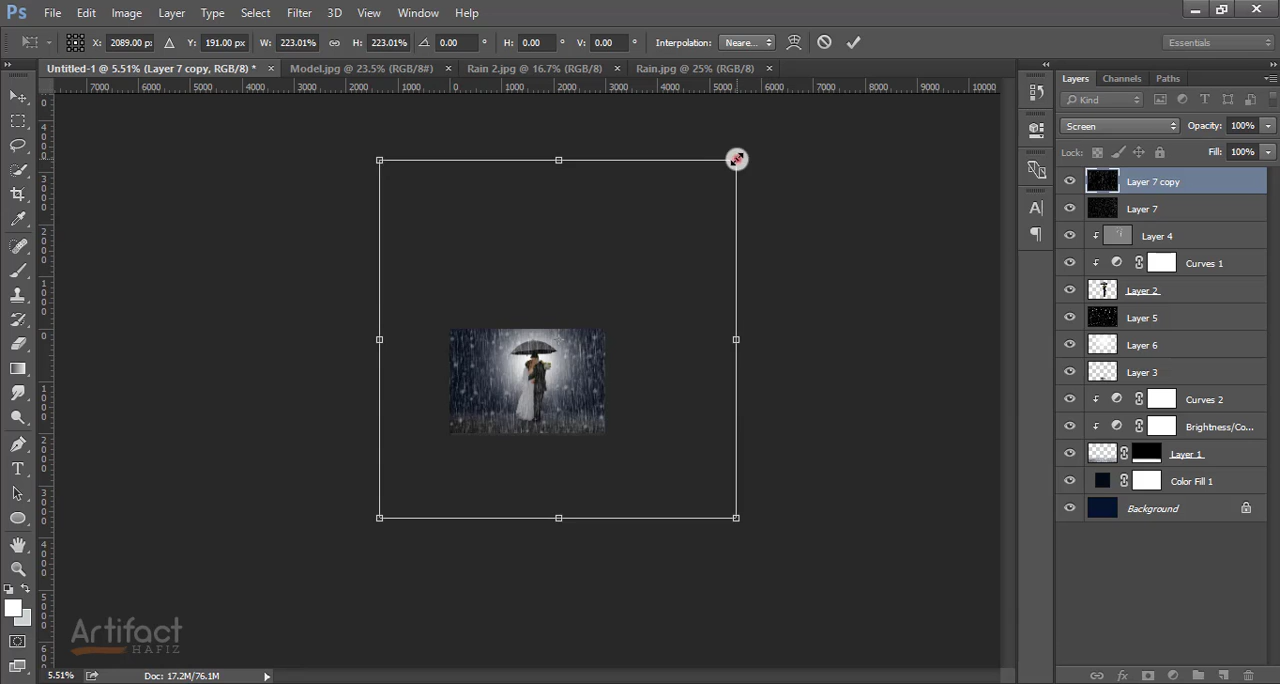 Ps File Edit Image Layer Type Select Filter 3D View Window Help
X: 2089.00 px Y: 191.00 px W: 223.01% H: 223.01% 0.00 ° H: 0.00 ° V: 0.00 ° Interpolation: Neare... Essentials
Untitled-1 @ 5.51% (Layer 7 copy, RGB/8) * × Model.jpg @ 23.5% (RGB/8#) × Rain 2.jpg @ 16.7% (RGB/8) × Rain.jpg @ 25% (RGB/8) ×
7000 6000 5000 4000 3000 2000 1000 0 1000 2000 3000 4000 5000 6000 7000 8000 9000 10000
Layers Channels Paths
Kind
Screen Opacity: 100%
Lock: Fill: 100%
Layer 7 copy
Layer 7
Layer 4
Curves 1
Layer 2
Layer 5
Layer 6
Layer 3
Curves 2
Brightness/Co...
Layer 1
Color Fill 1
Background
Artifact
HAFIZ
5.51% Doc: 17.2M/76.1M